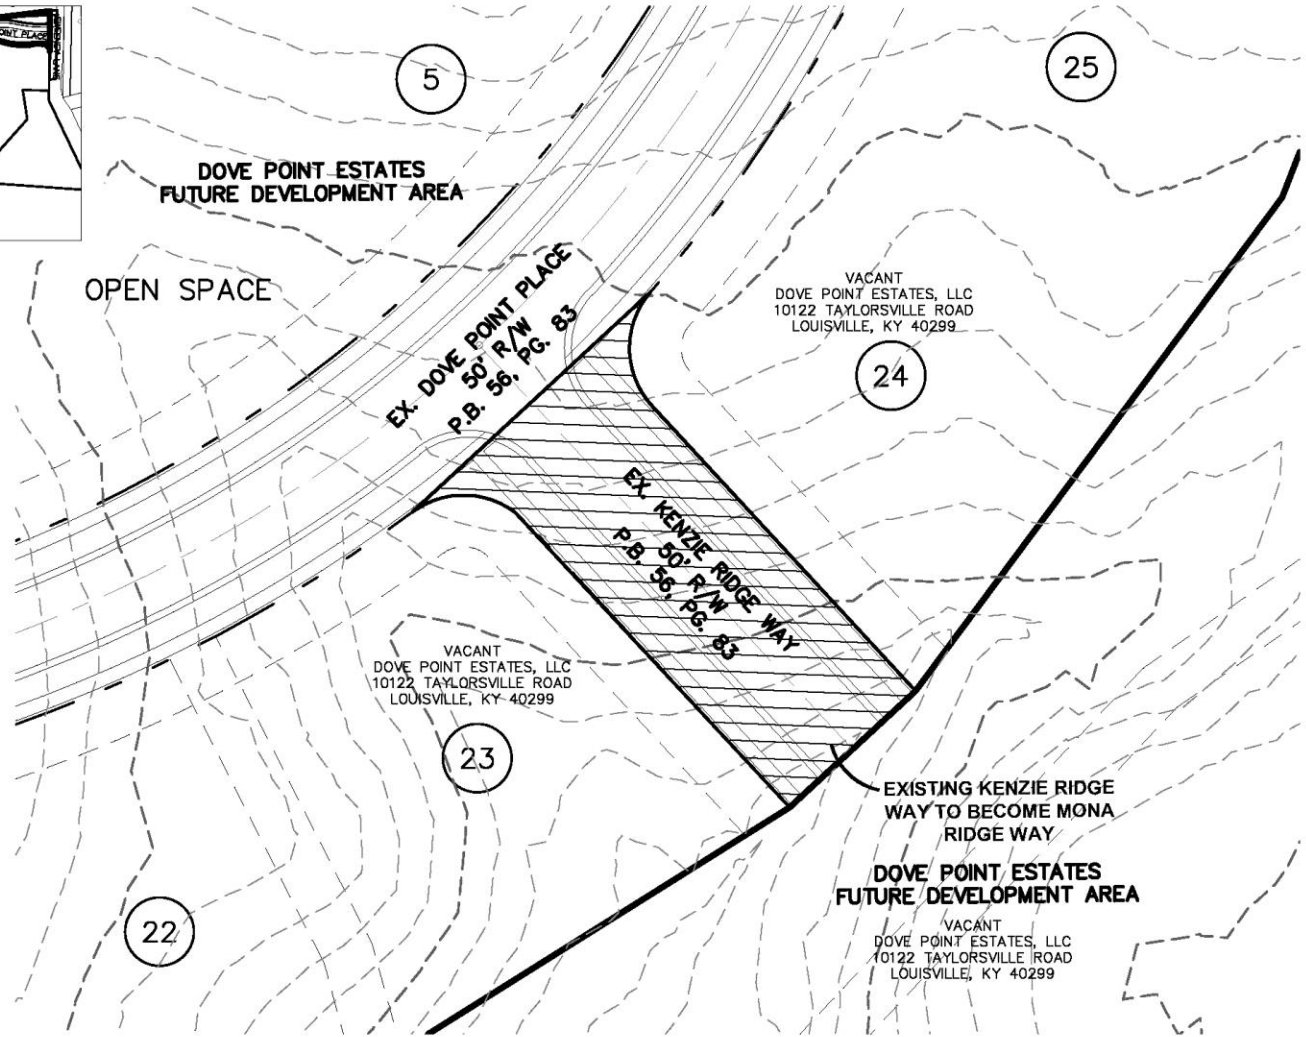 POINT PLACE
5
25
DOVE POINT ESTATES
FUTURE DEVELOPMENT AREA
OPEN SPACE
EX. DOVE POINT PLACE
50' R/W
P.B. 56, PG. 83
VACANT
DOVE POINT ESTATES, LLC
10122 TAYLORSVILLE ROAD
LOUISVILLE, KY 40299
24
EX. KENZIE RIDGE WAY
50' R/W
P.B. 56, PG. 83
VACANT
DOVE POINT ESTATES, LLC
10122 TAYLORSVILLE ROAD
LOUISVILLE, KY 40299
23
EXISTING KENZIE RIDGE
WAY TO BECOME MONA
RIDGE WAY
DOVE POINT ESTATES
FUTURE DEVELOPMENT AREA
VACANT
DOVE POINT ESTATES, LLC
10122 TAYLORSVILLE ROAD
LOUISVILLE, KY 40299
22